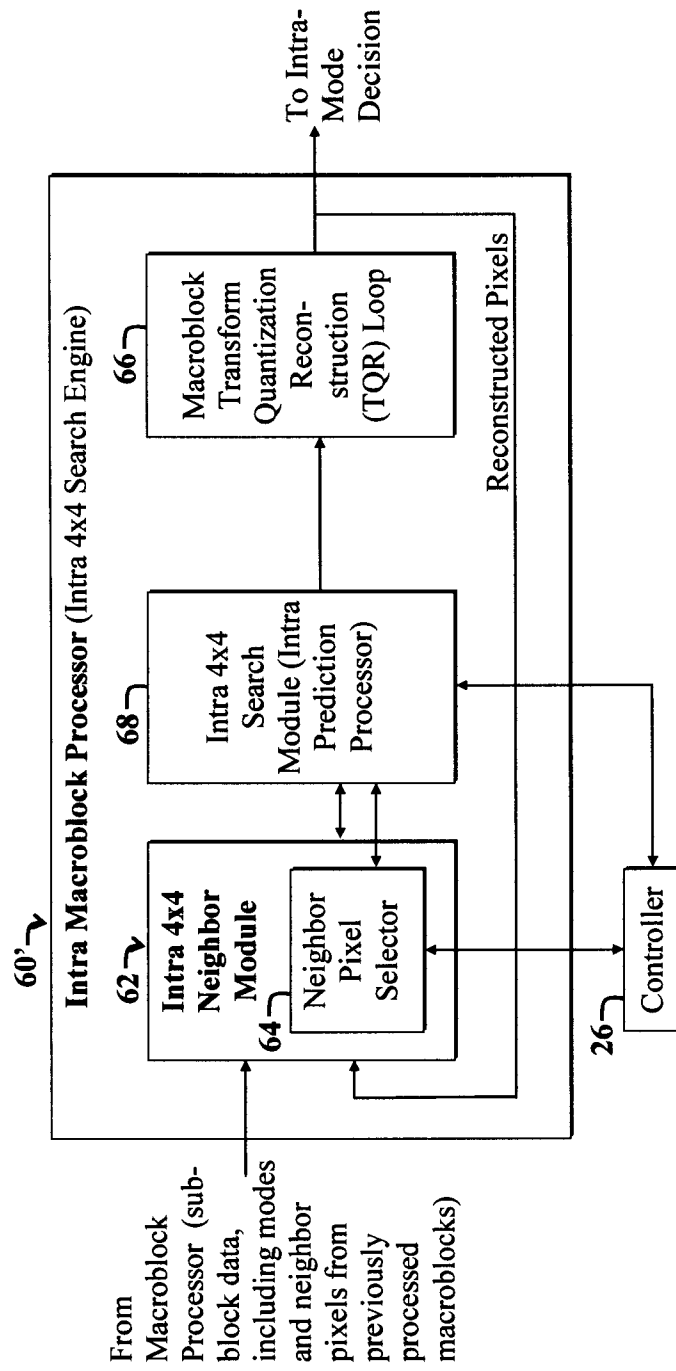 60'
Intra Macroblock Processor (Intra 4x4 Search Engine)
From
Macroblock
Processor (sub-
block data,
including modes
and neighbor
pixels from
previously
processed
macroblocks)
62
Intra 4x4
Neighbor
Module
64
Neighbor
Pixel
Selector
68
Intra 4x4
Search
Module (Intra
Prediction
Processor)
66
Macroblock
Transform
Quantization
Recon-
struction
(TQR) Loop
To Intra-
Mode
Decision
Reconstructed Pixels
26
Controller